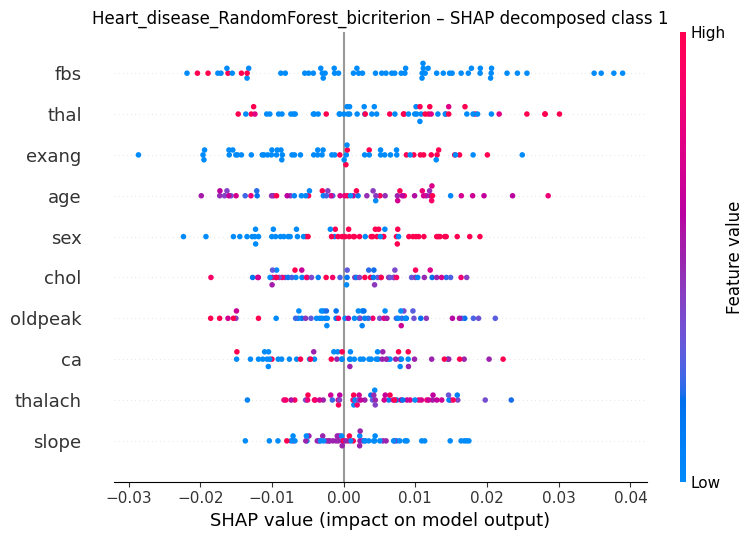 Heart_disease_RandomForest_bicriterion – SHAP decomposed class 1
High
fbs
thal
exang
age
sex
chol
oldpeak
ca
thalach
slope
Feature value
Low
−0.03 −0.02 −0.01 0.00 0.01 0.02 0.03 0.04
SHAP value (impact on model output)